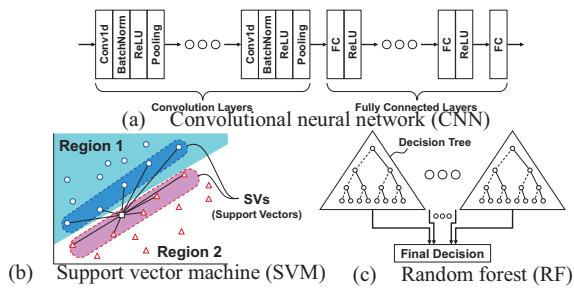 Conv1d
BatchNorm
ReLU
Pooling
Conv1d
BatchNorm
ReLU
Pooling
FC
ReLU
FC
ReLU
FC
Convolution Layers
Fully Connected Layers
(a) Convolutional neural network (CNN)
Region 1
SVs
(Support Vectors)
Region 2
(b) Support vector machine (SVM)
Decision Tree
Final Decision
(c) Random forest (RF)